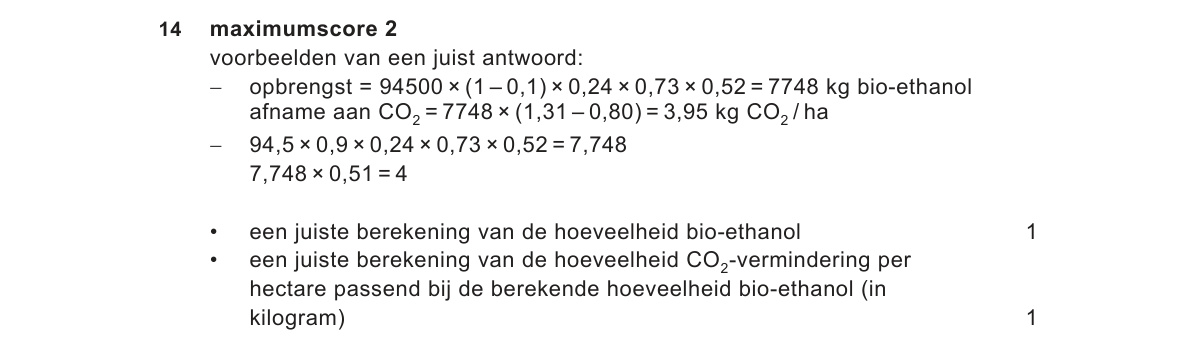 14 maximumscore 2
voorbeelden van een juist antwoord:
– opbrengst = 94500 × (1 – 0,1) × 0,24 × 0,73 × 0,52 = 7748 kg bio-ethanol
afname aan CO₂ = 7748 × (1,31 – 0,80) = 3,95 kg CO₂ / ha
– 94,5 × 0,9 × 0,24 × 0,73 × 0,52 = 7,748
7,748 × 0,51 = 4
• een juiste berekening van de hoeveelheid bio-ethanol 1
• een juiste berekening van de hoeveelheid CO₂-vermindering per
hectare passend bij de berekende hoeveelheid bio-ethanol (in
kilogram) 1